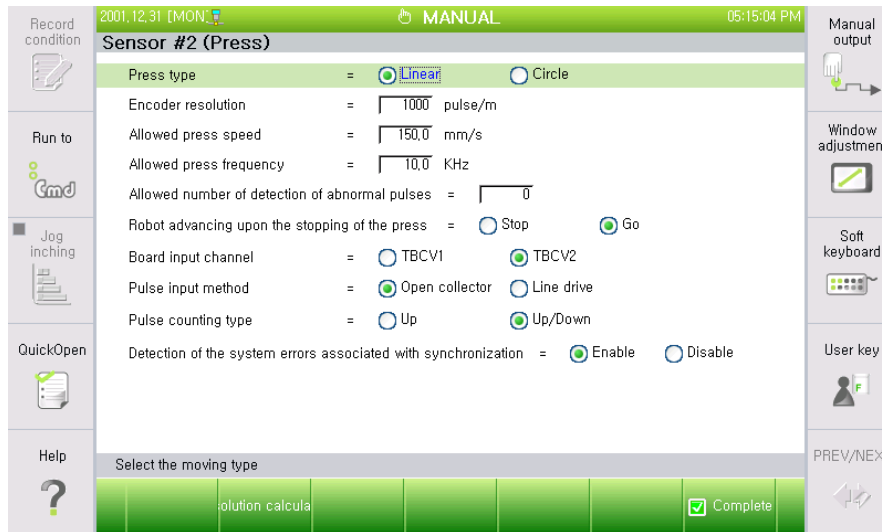 2001.12.31 [MON] MANUAL 05:15:04 PM
Sensor #2 (Press)
Record
condition
Run to
Cmd
Jog
inching
QuickOpen
Help
Press type = Linear Circle
Encoder resolution = 1000 pulse/m
Allowed press speed = 150.0 mm/s
Allowed press frequency = 10.0 KHz
Allowed number of detection of abnormal pulses = 0
Robot advancing upon the stopping of the press = Stop Go
Board input channel = TBCV1 TBCV2
Pulse input method = Open collector Line drive
Pulse counting type = Up Up/Down
Detection of the system errors associated with synchronization = Enable Disable
Select the moving type
olution calcula Complete
Manual
output
Window
adjustmen
Soft
keyboard
User key
F
PREV/NEX